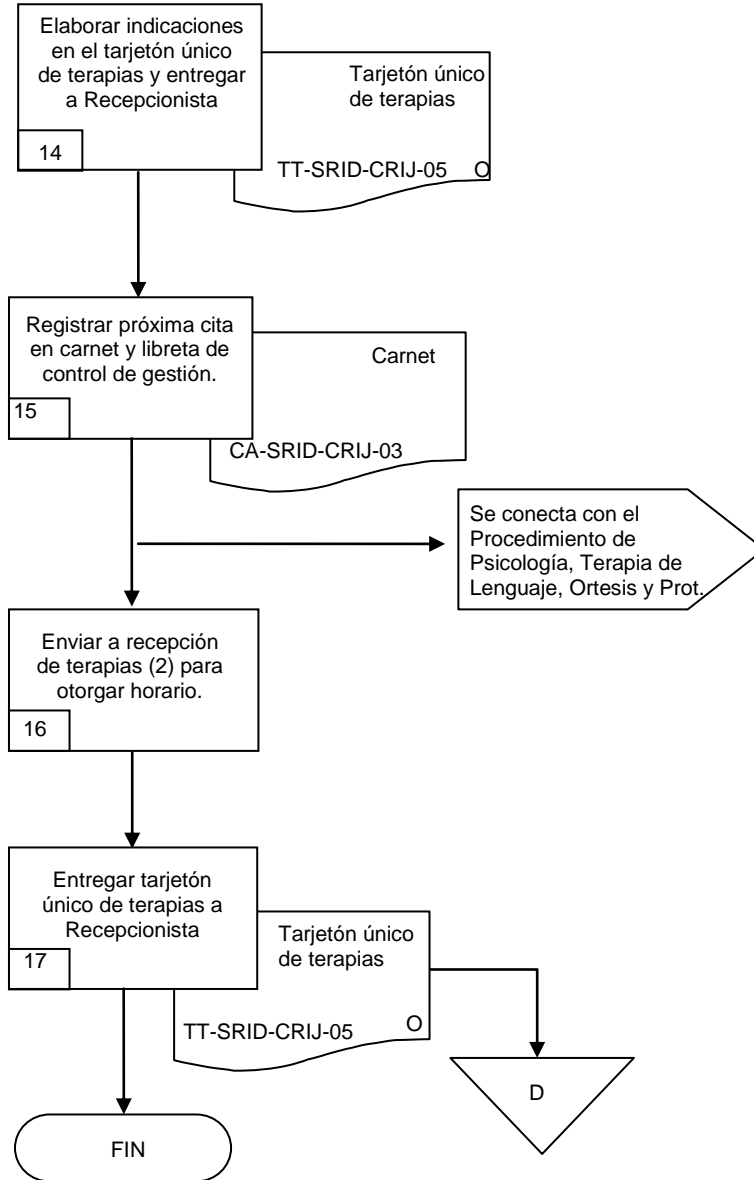 Elaborar indicaciones
en el tarjetón único
de terapias y entregar
a Recepcionista
14
Tarjetón único
de terapias
TT-SRID-CRIJ-05 O
Registrar próxima cita
en carnet y libreta de
control de gestión.
15
Carnet
CA-SRID-CRIJ-03
Se conecta con el
Procedimiento de
Psicología, Terapia de
Lenguaje, Ortesis y Prot.
Enviar a recepción
de terapias (2) para
otorgar horario.
16
Entregar tarjetón
único de terapias a
Recepcionista
17
Tarjetón único
de terapias
TT-SRID-CRIJ-05 O
D
FIN